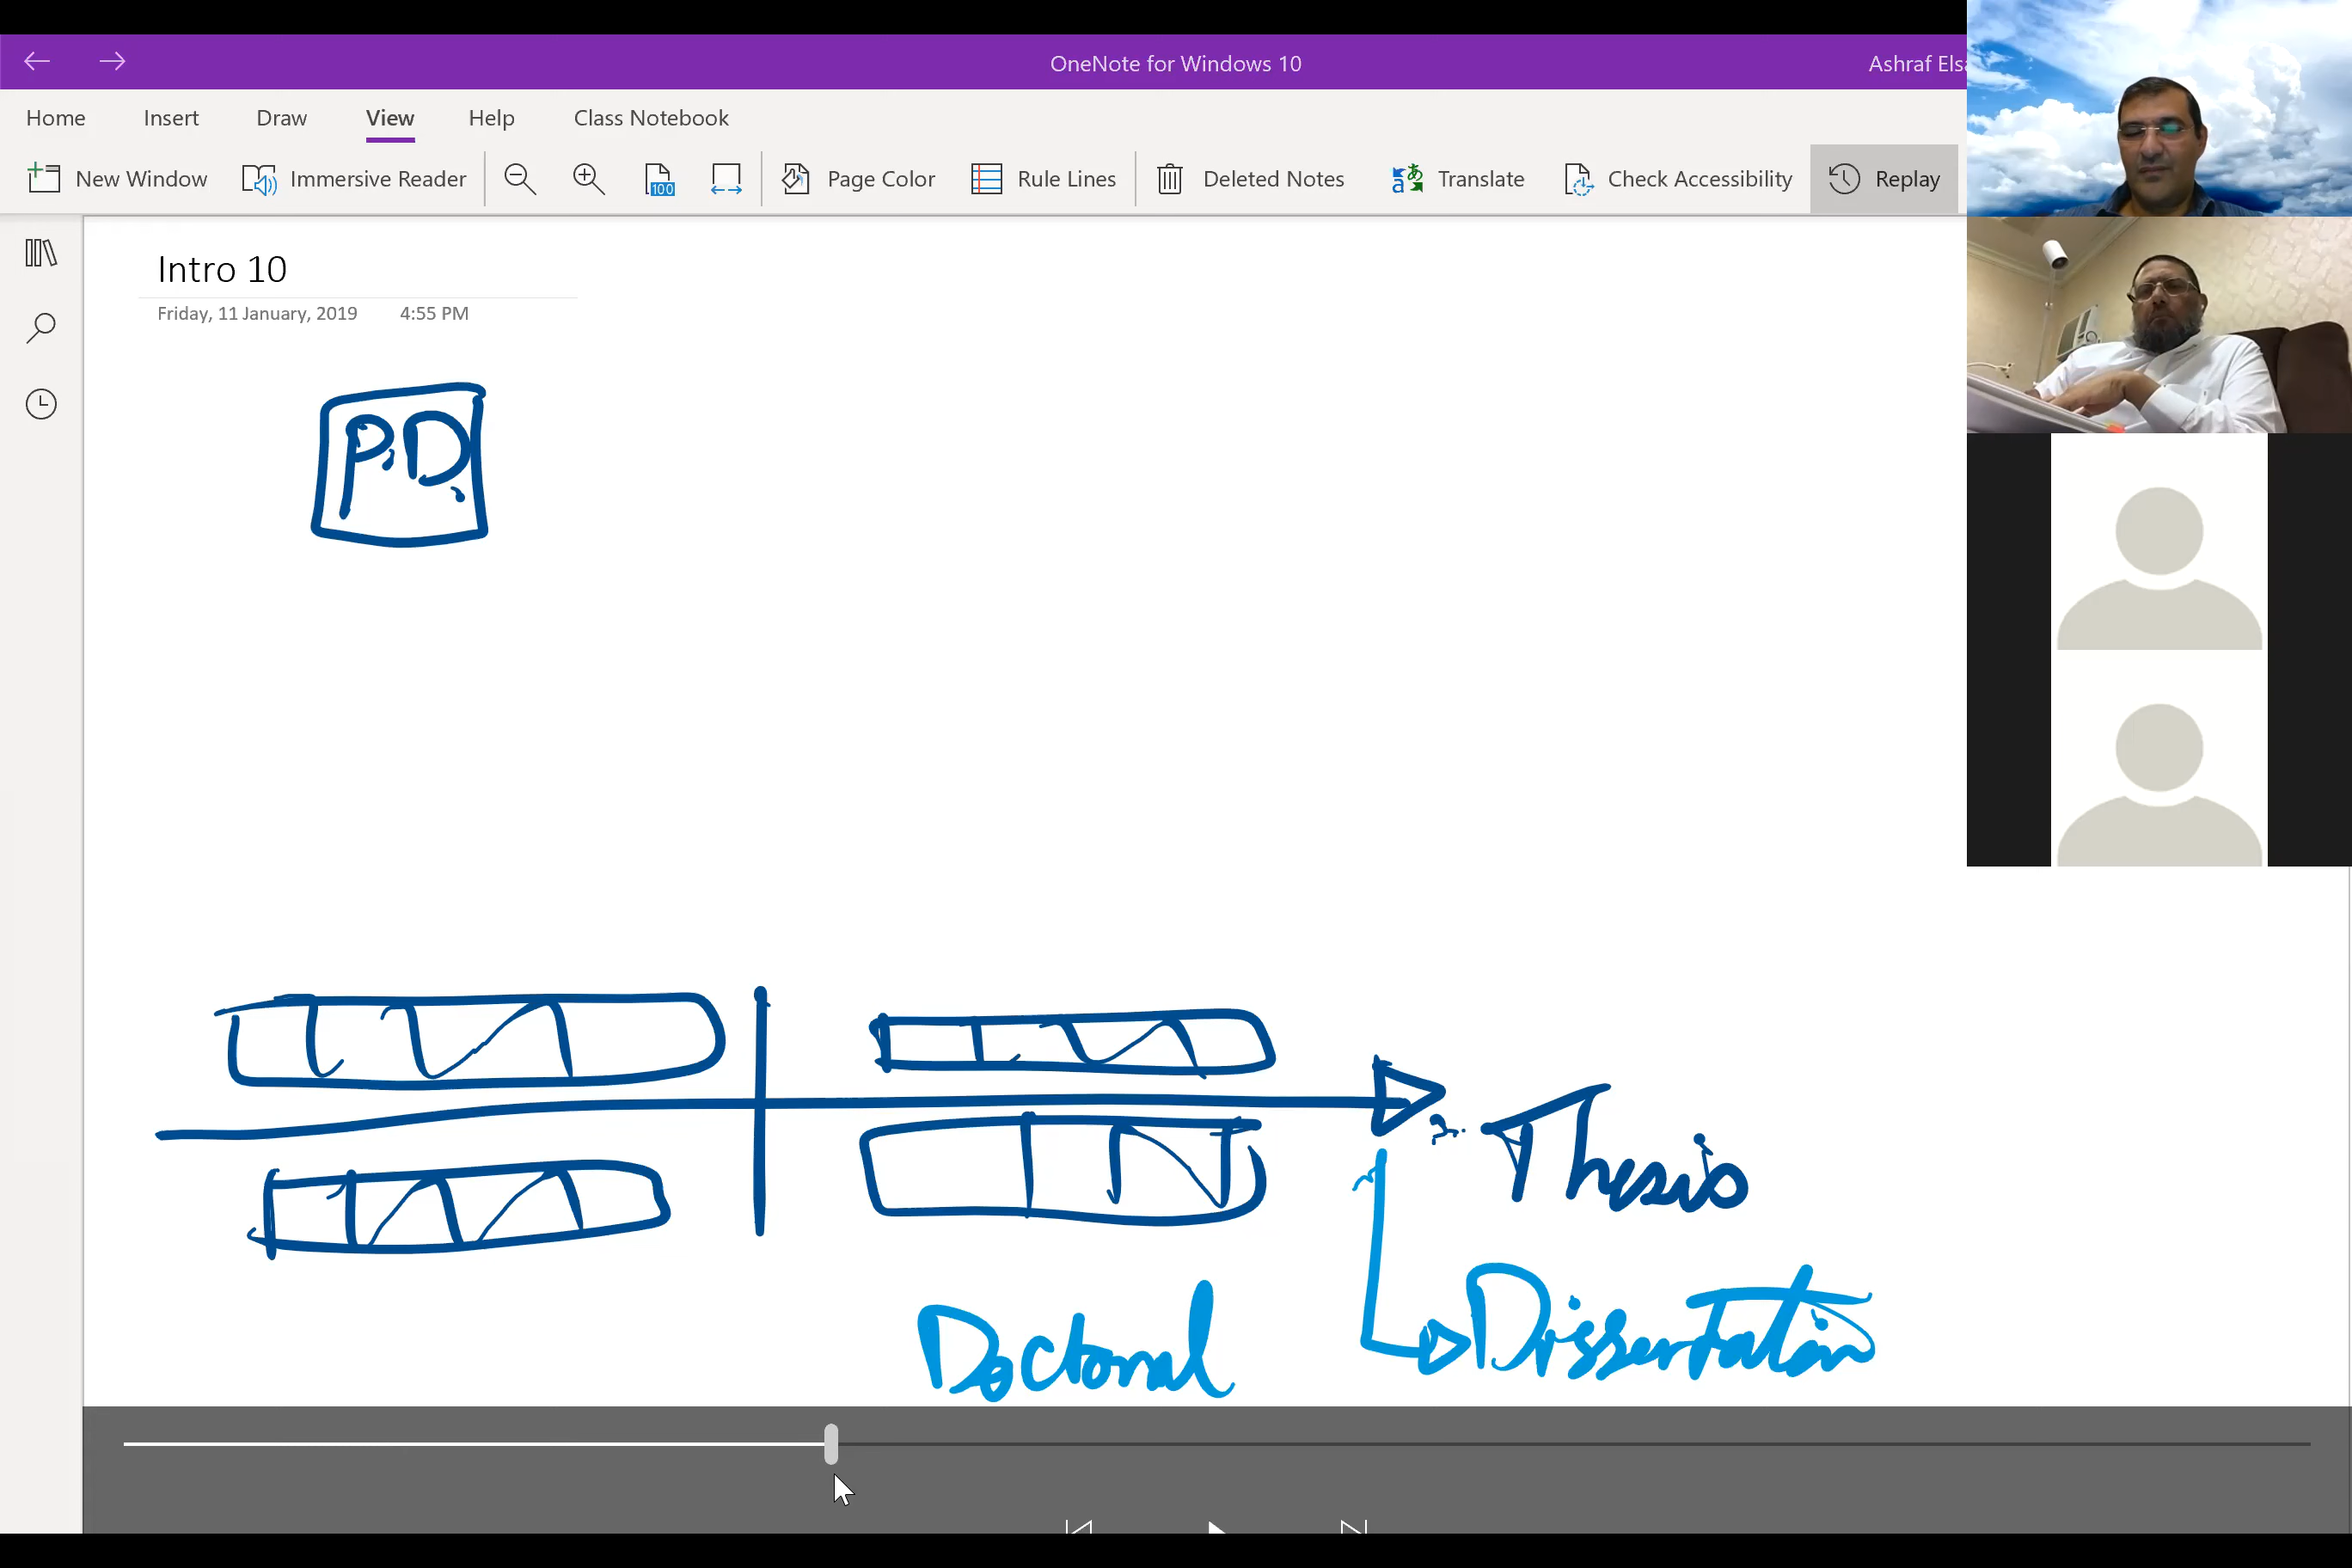 OneNote for Windows 10 Ashraf Elsa
Home Insert Draw View Help Class Notebook
New Window Immersive Reader 100 Page Color Rule Lines Deleted Notes Translate Check Accessibility Replay
Intro 10
Friday, 11 January, 2019 4:55 PM
P.D.
Thesis
Dissertation
Doctoral